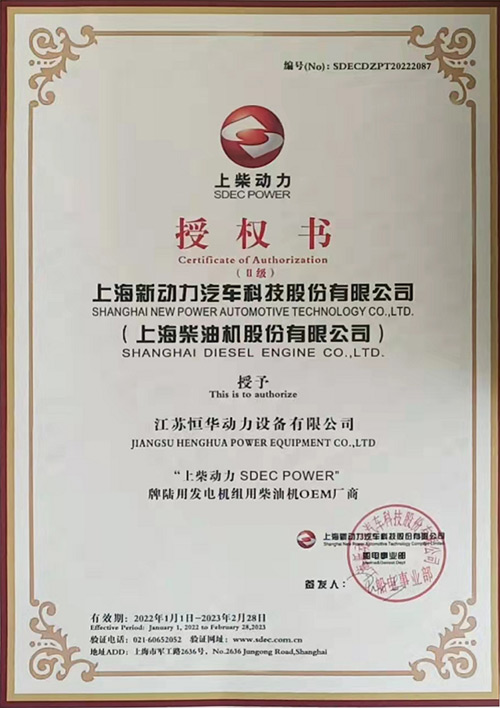 编号(No): SDECDZPT20222087
上柴动力
SDEC POWER
授权书
Certificate of Authorization
(II级)
上海新动力汽车科技股份有限公司
SHANGHAI NEW POWER AUTOMOTIVE TECHNOLOGY CO.,LTD.
(上海柴油机股份有限公司)
SHANGHAI DIESEL ENGINE CO.,LTD.
授予
This is to authorize
江苏恒华动力设备有限公司
JIANGSU HENGHUA POWER EQUIPMENT CO.,LTD
“上柴动力 SDEC POWER”
牌陆用发电机组用柴油机OEM厂商
上海新动力汽车科技股份有限公司
Shanghai New Power Automotive Technology Company Limited
船电事业部
签发人:
有效期: 2022年1月1日-2023年2月28日
Effective Period: January 1, 2022 to February 28,2023
验证电话: 021-60652052 验证网址: www.sdec.com.cn
地址ADD: 上海市军工路2636号, No.2636 Jungong Road,Shanghai